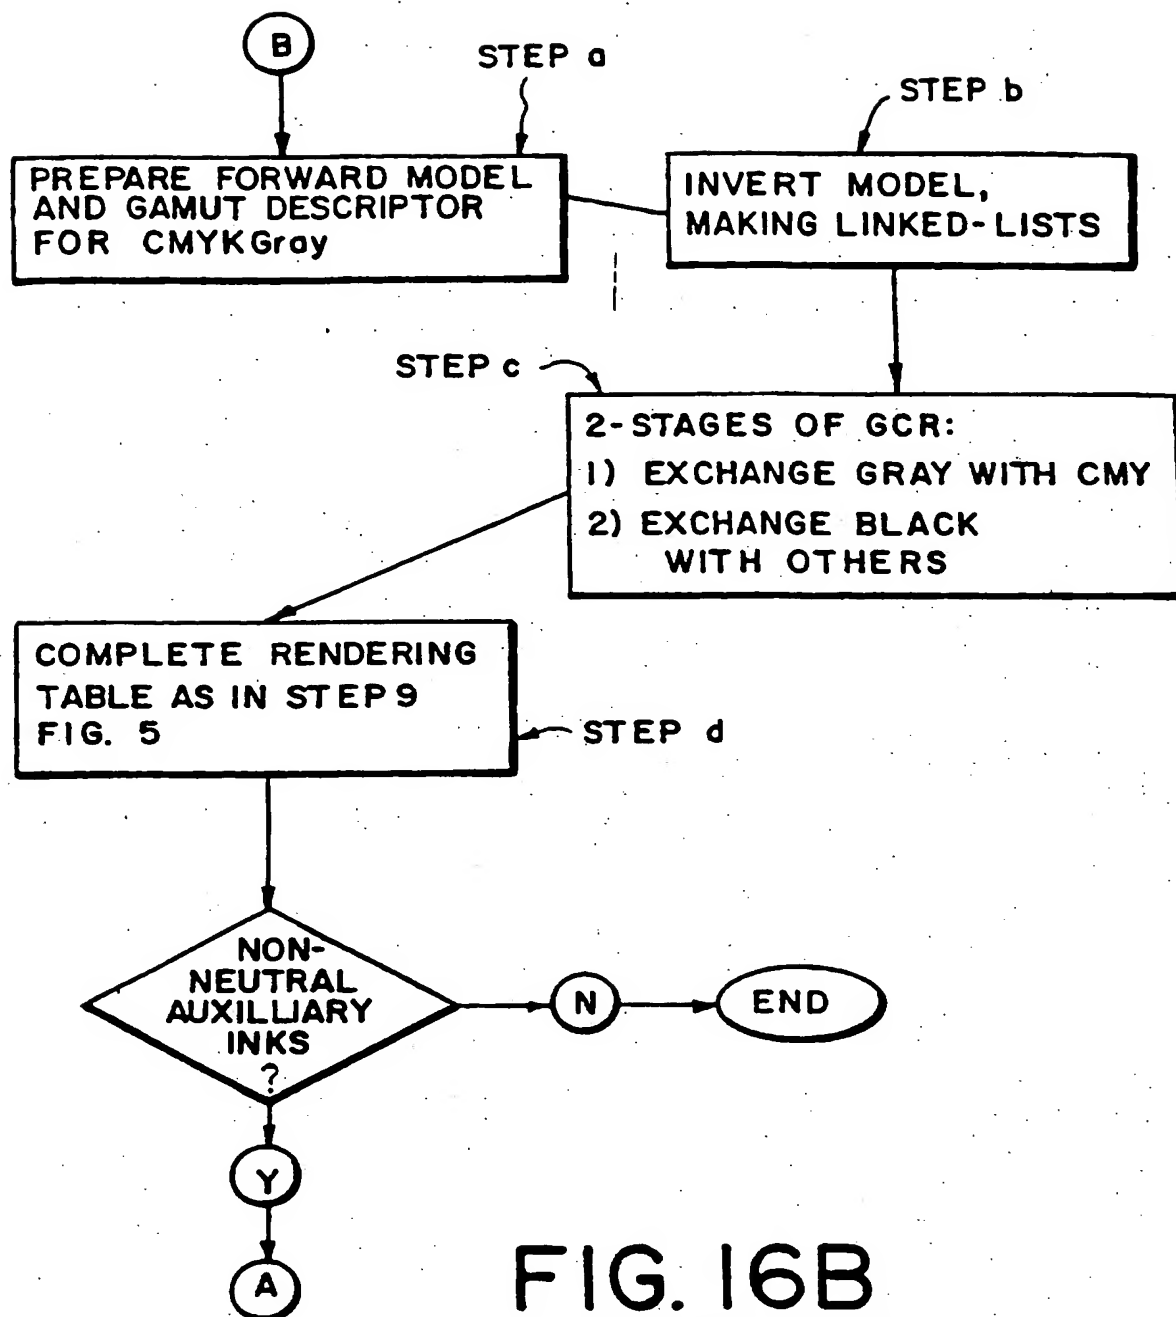 B
STEP a
STEP b
PREPARE FORWARD MODEL
AND GAMUT DESCRIPTOR
FOR CMYKGray
INVERT MODEL,
MAKING LINKED-LISTS
STEP c
2-STAGES OF GCR:
1) EXCHANGE GRAY WITH CMY
2) EXCHANGE BLACK
WITH OTHERS
COMPLETE RENDERING
TABLE AS IN STEP 9
FIG. 5
STEP d
NON-
NEUTRAL
AUXILLIARY
INKS
?
N
END
Y
A
FIG. 16B